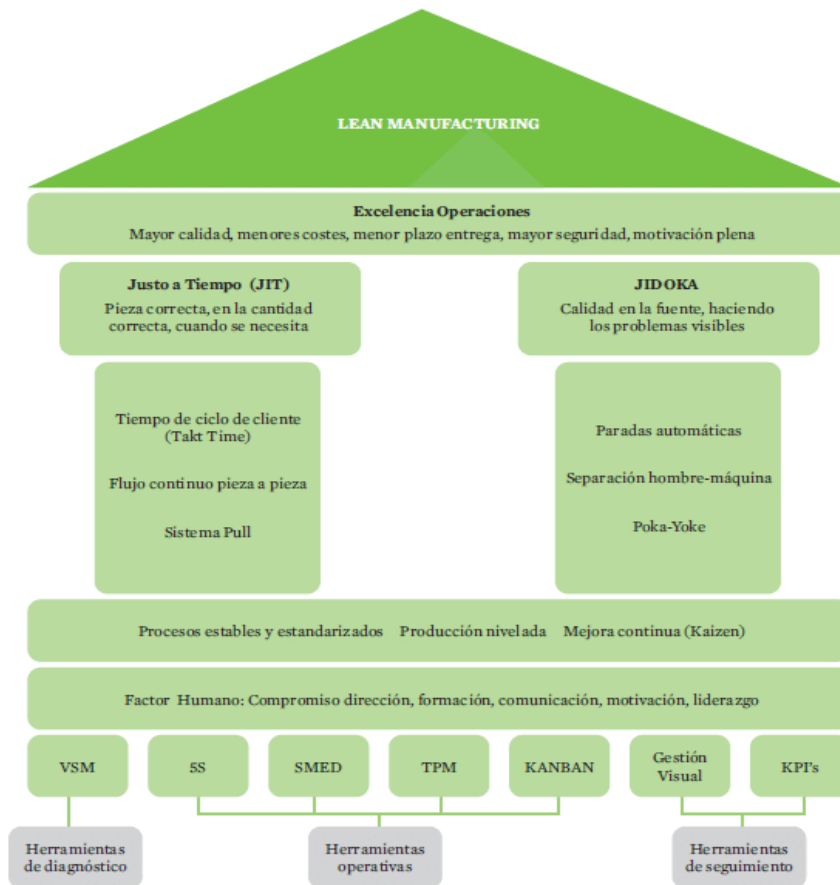 LEAN MANUFACTURING
Excelencia Operaciones
Mayor calidad, menores costes, menor plazo entrega, mayor seguridad, motivación plena
Justo a Tiempo (JIT)
Pieza correcta, en la cantidad
correcta, cuando se necesita
JIDOKA
Calidad en la fuente, haciendo
los problemas visibles
Tiempo de ciclo de cliente
(Takt Time)
Flujo continuo pieza a pieza
Sistema Pull
Paradas automáticas
Separación hombre-máquina
Poka-Yoke
Procesos estables y estandarizados Producción nivelada Mejora continua (Kaizen)
Factor Humano: Compromiso dirección, formación, comunicación, motivación, liderazgo
VSM
5S
SMED
TPM
KANBAN
Gestión
Visual
KPI's
Herramientas
de diagnóstico
Herramientas
operativas
Herramientas
de seguimiento